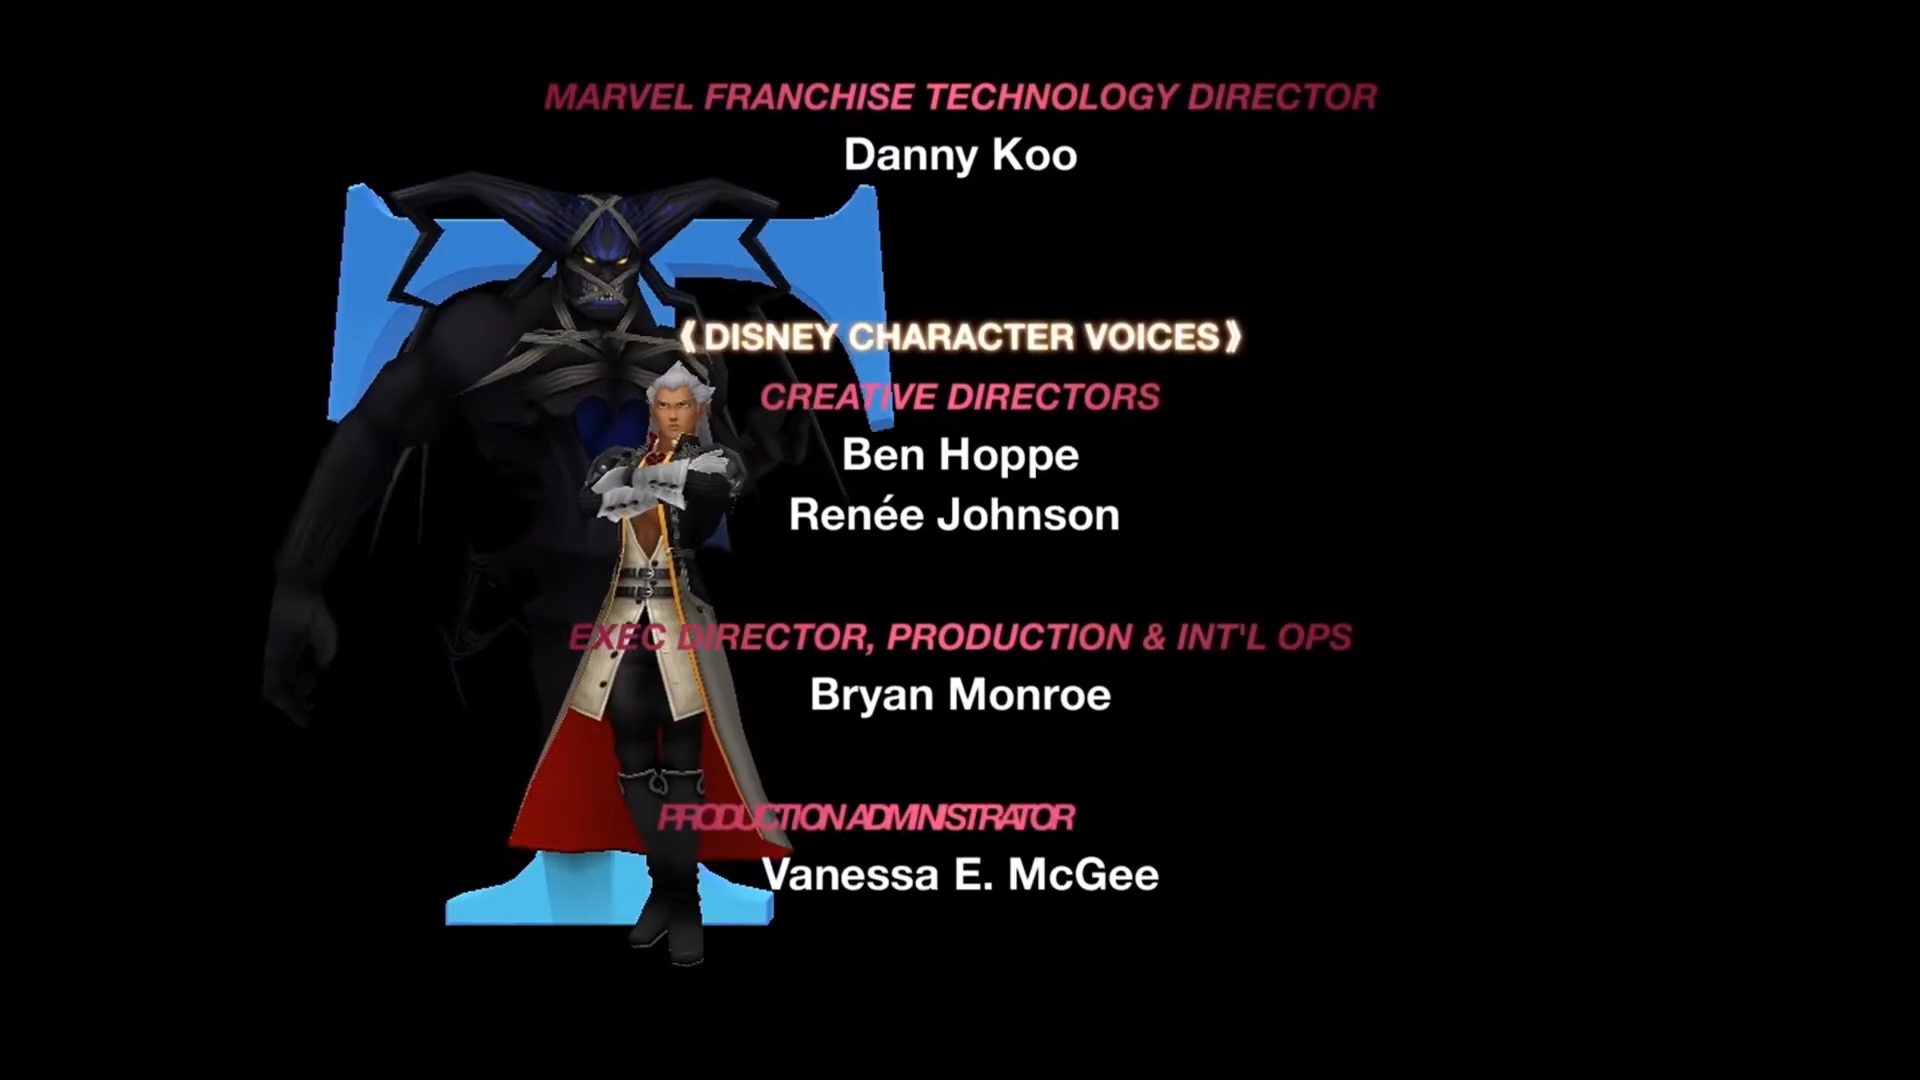 MARVEL FRANCHISE TECHNOLOGY DIRECTOR
Danny Koo
T
《DISNEY CHARACTER VOICES》
CREATIVE DIRECTORS
Ben Hoppe
Renée Johnson
EXEC DIRECTOR, PRODUCTION & INT'L OPS
Bryan Monroe
PRODUCTION ADMINISTRATOR
Vanessa E. McGee